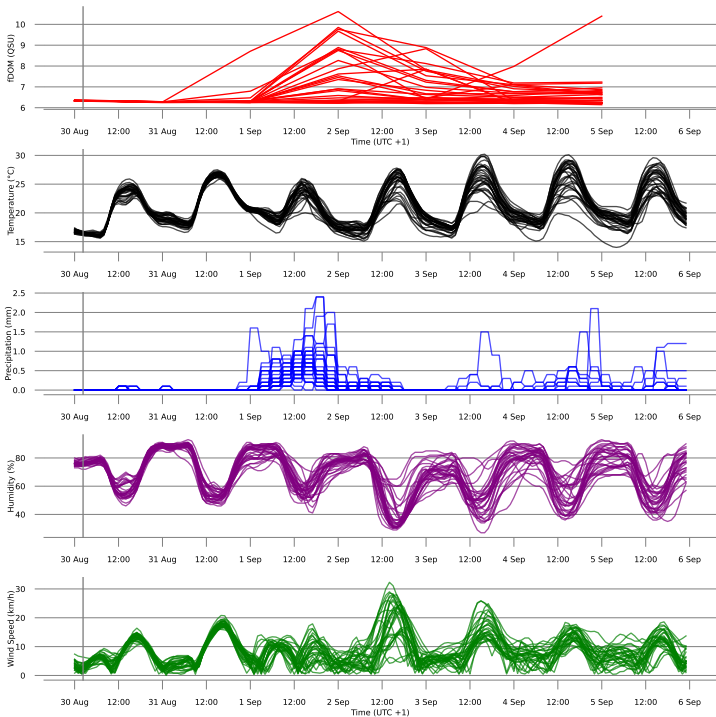 10
9
8
7
6
fDOM (QSU)
30 Aug 12:00 31 Aug 12:00 1 Sep 12:00 2 Sep 12:00 3 Sep 12:00 4 Sep 12:00 5 Sep 12:00 6 Sep
Time (UTC +1)
30
25
20
15
Temperature (°C)
30 Aug 12:00 31 Aug 12:00 1 Sep 12:00 2 Sep 12:00 3 Sep 12:00 4 Sep 12:00 5 Sep 12:00 6 Sep
2.5
2.0
1.5
1.0
0.5
0.0
Precipitation (mm)
30 Aug 12:00 31 Aug 12:00 1 Sep 12:00 2 Sep 12:00 3 Sep 12:00 4 Sep 12:00 5 Sep 12:00 6 Sep
80
60
40
Humidity (%)
30 Aug 12:00 31 Aug 12:00 1 Sep 12:00 2 Sep 12:00 3 Sep 12:00 4 Sep 12:00 5 Sep 12:00 6 Sep
30
20
10
0
Wind Speed (km/h)
30 Aug 12:00 31 Aug 12:00 1 Sep 12:00 2 Sep 12:00 3 Sep 12:00 4 Sep 12:00 5 Sep 12:00 6 Sep
Time (UTC +1)